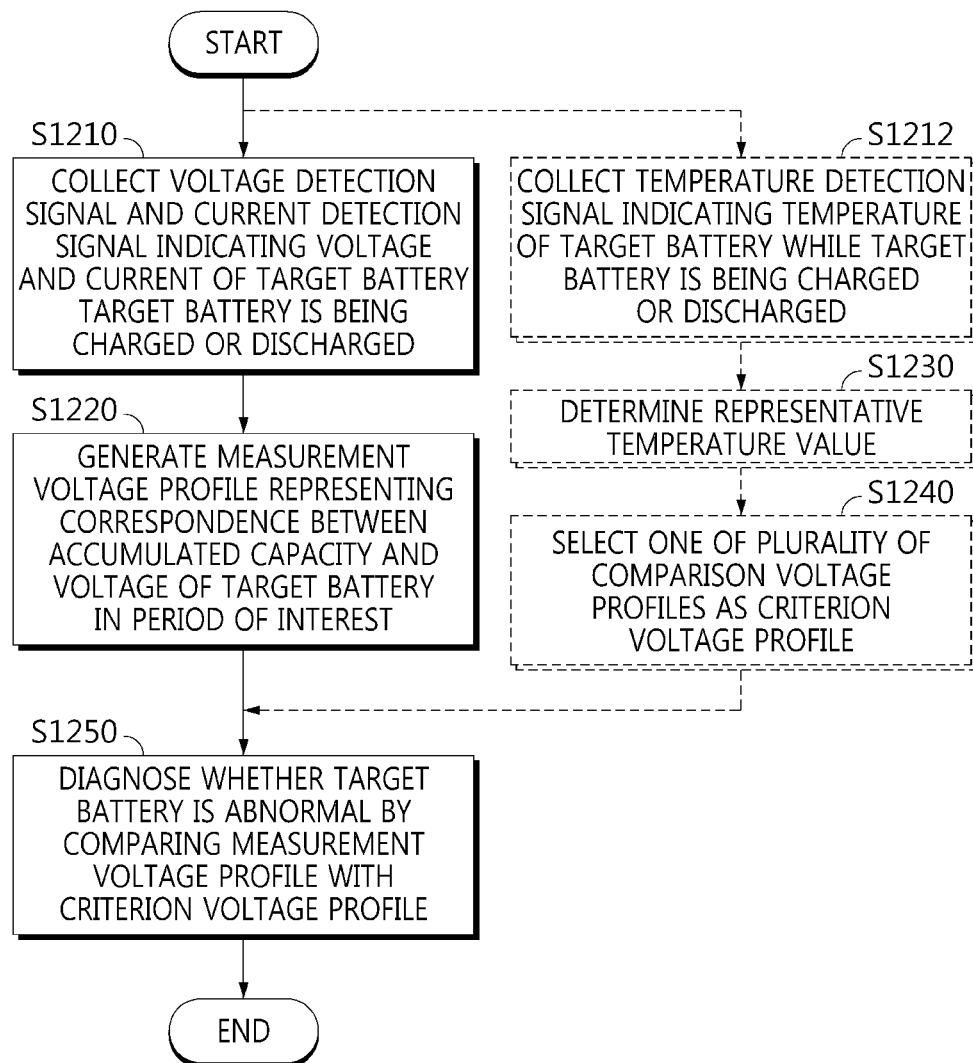 START
S1210
COLLECT VOLTAGE DETECTION
SIGNAL AND CURRENT DETECTION
SIGNAL INDICATING VOLTAGE
AND CURRENT OF TARGET BATTERY
TARGET BATTERY IS BEING
CHARGED OR DISCHARGED
S1212
COLLECT TEMPERATURE DETECTION
SIGNAL INDICATING TEMPERATURE
OF TARGET BATTERY WHILE TARGET
BATTERY IS BEING CHARGED
OR DISCHARGED
S1220
GENERATE MEASUREMENT
VOLTAGE PROFILE REPRESENTING
CORRESPONDENCE BETWEEN
ACCUMULATED CAPACITY AND
VOLTAGE OF TARGET BATTERY
IN PERIOD OF INTEREST
S1230
DETERMINE REPRESENTATIVE
TEMPERATURE VALUE
S1240
SELECT ONE OF PLURALITY OF
COMPARISON VOLTAGE
PROFILES AS CRITERION
VOLTAGE PROFILE
S1250
DIAGNOSE WHETHER TARGET
BATTERY IS ABNORMAL BY
COMPARING MEASUREMENT
VOLTAGE PROFILE WITH
CRITERION VOLTAGE PROFILE
END